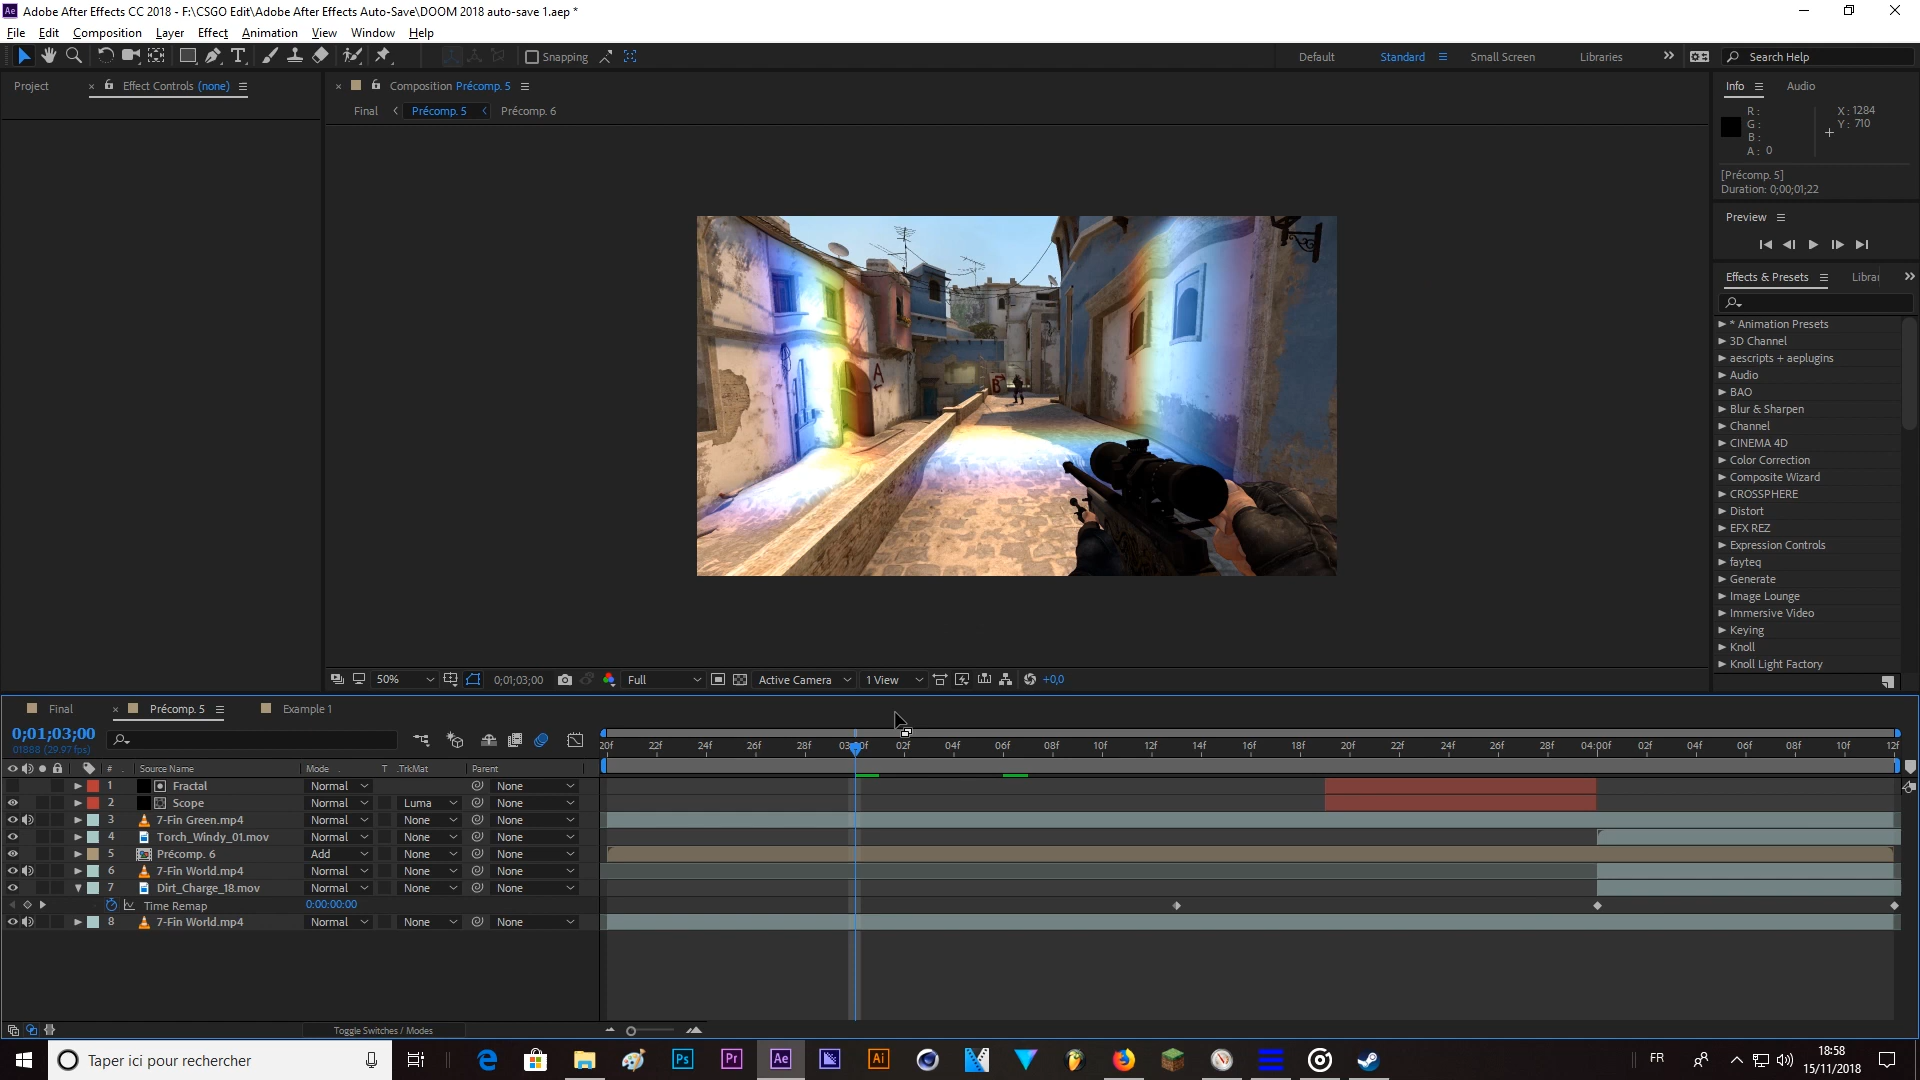 Ae Adobe After Effects CC 2018 - F:\CSGO Edit\Adobe After Effects Auto-Save\DOOM 2018 auto-save 1.aep *
File Edit Composition Layer Effect Animation View Window Help
Snapping Default Standard Small Screen Libraries Search Help
Project Effect Controls (none)
Composition Précomp. 5
Final Précomp. 5 Précomp. 6
Info Audio
R :
G :
B :
A : 0
X : 1284
Y : 710
[Précomp. 5]
Duration: 0;00;01;22
Preview
Effects & Presets Librar
* Animation Presets
3D Channel
aescripts + aeplugins
Audio
BAO
Blur & Sharpen
Channel
CINEMA 4D
Color Correction
Composite Wizard
CROSSPHERE
Distort
EFX REZ
Expression Controls
fayteq
Generate
Image Lounge
Immersive Video
Keying
Knoll
Knoll Light Factory
A
B
50% 0;01;03;00 Full Active Camera 1 View +0,0
Final Précomp. 5 Example 1
0;01;03;00
01888 (29.97 fps)
20f 22f 24f 26f 28f 03:00f 02f 04f 06f 08f 10f 12f 14f 16f 18f 20f 22f 24f 26f 28f 04:00f 02f 04f 06f 08f 10f 12f
# Source Name Mode T .TrkMat Parent
1 Fractal Normal None
2 Scope Normal Luma None
3 7-Fin Green.mp4 Normal None None
4 Torch_Windy_01.mov Normal None None
5 Précomp. 6 Add None None
6 7-Fin World.mp4 Normal None None
7 Dirt_Charge_18.mov Normal None None
Time Remap 0:00:00:00
8 7-Fin World.mp4 Normal None None
Toggle Switches / Modes
Taper ici pour rechercher
Ps
Pr
Ae
Ai
FR
18:58
15/11/2018